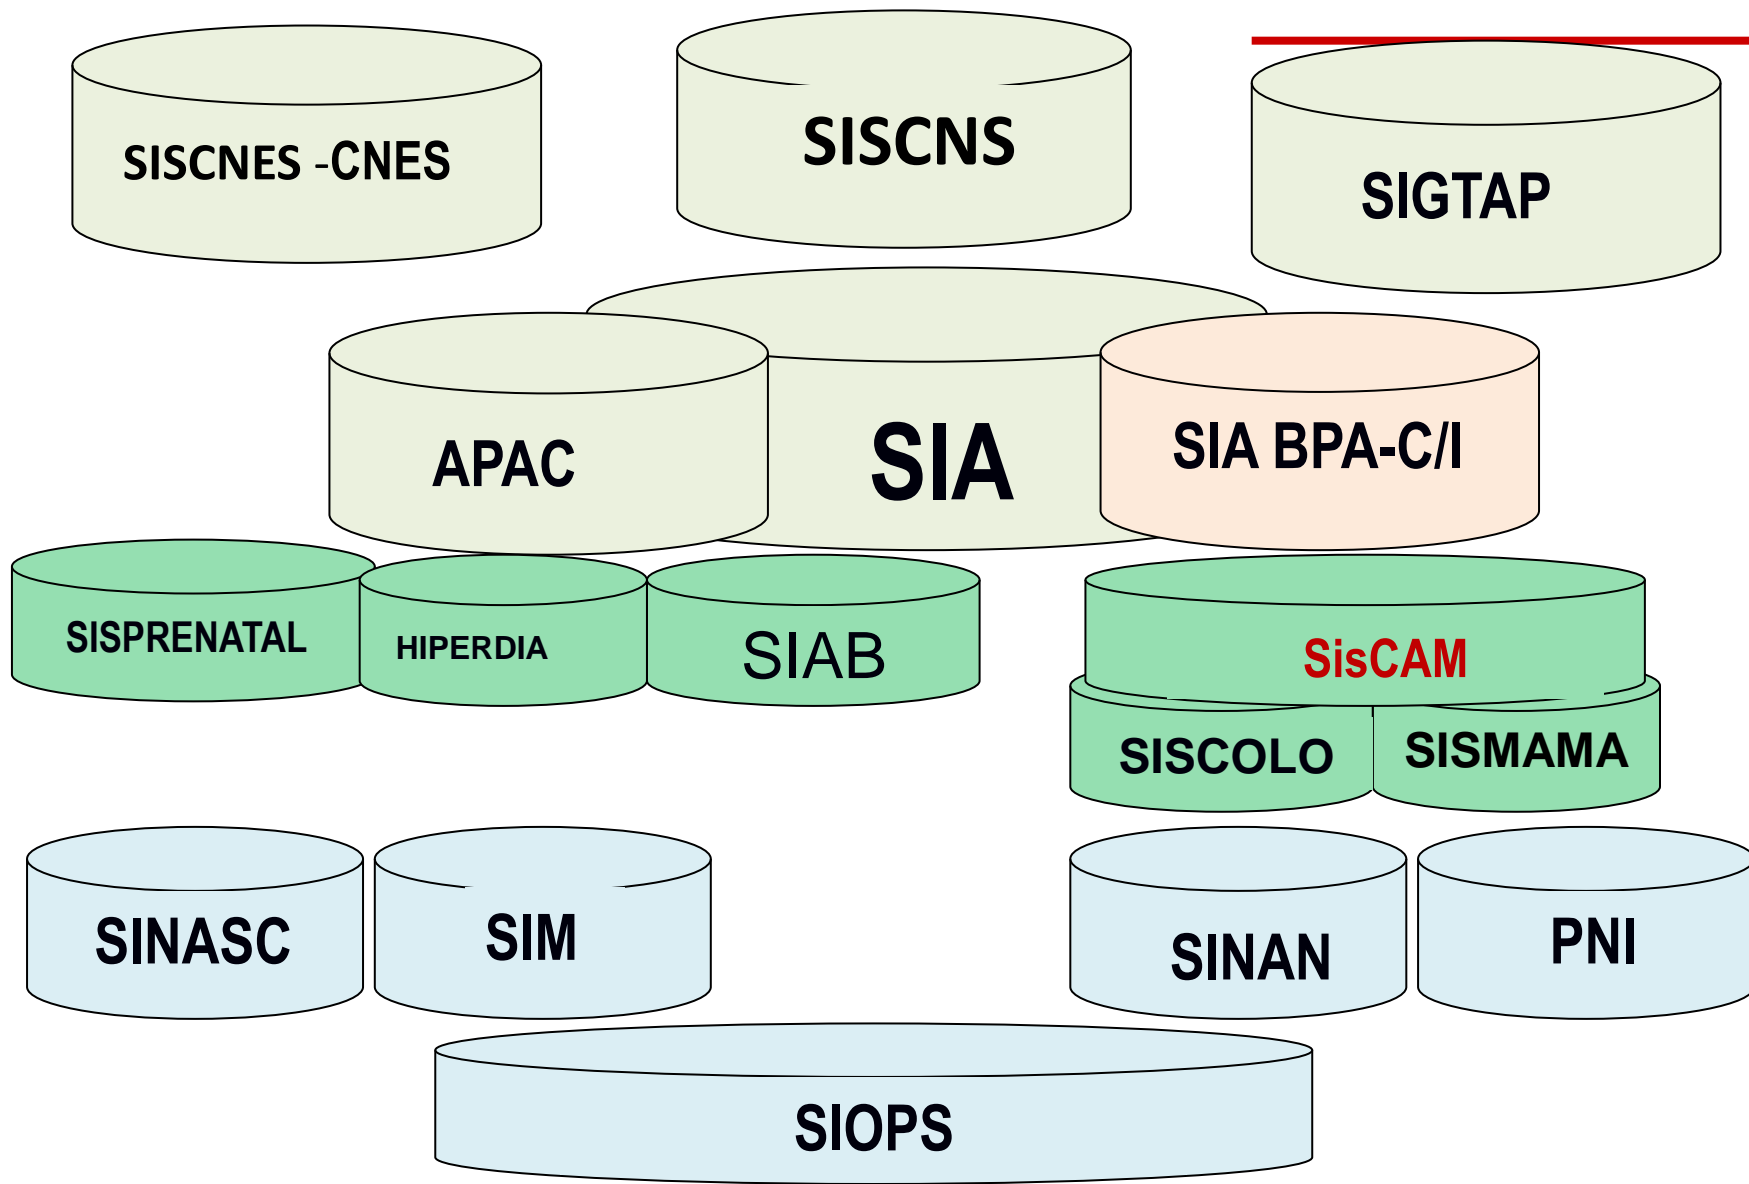 SISCNES -CNES
SISCNS
SIGTAP
APAC
SIA
SIA BPA-C/I
SISPRENATAL
HIPERDIA
SIAB
SisCAM
SISCOLO
SISMAMA
SINASC
SIM
SINAN
PNI
SIOPS